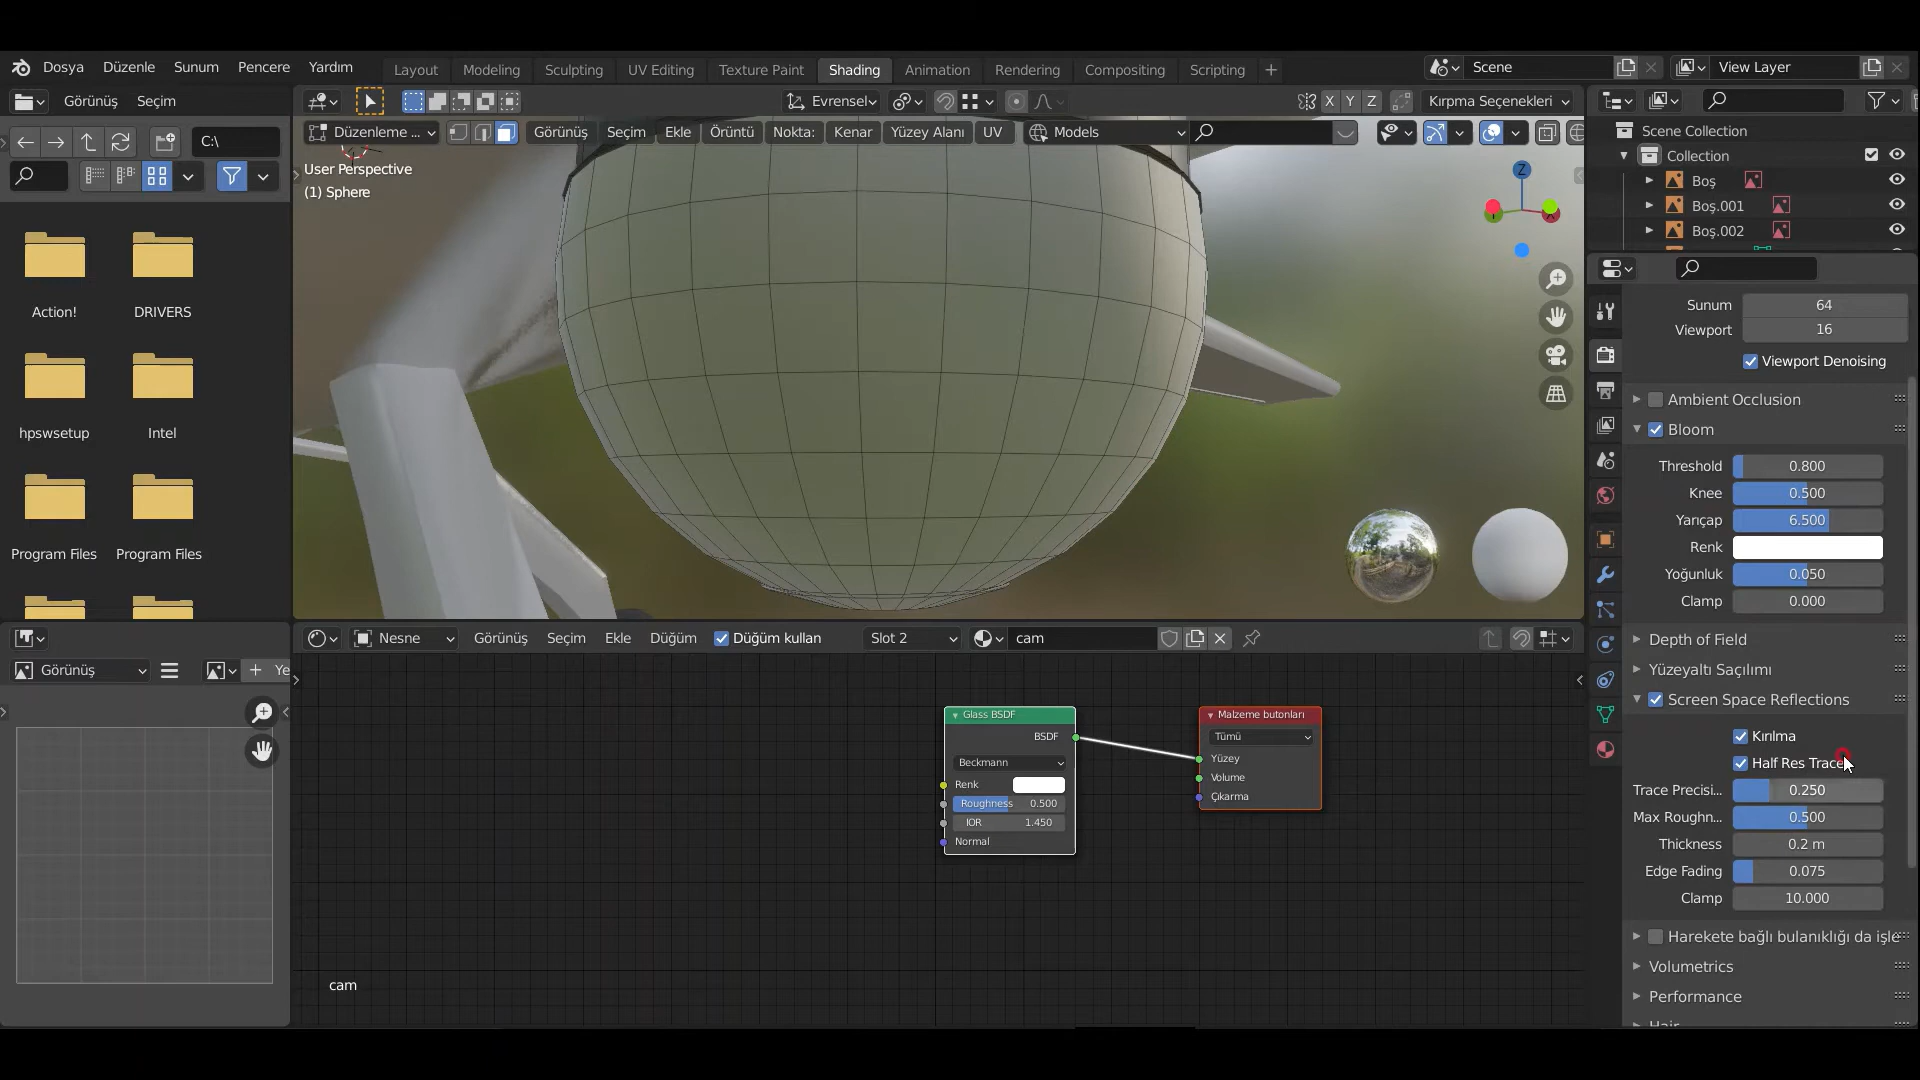 Dosya Düzenle Sunum Pencere Yardım Layout Modeling Sculpting UV Editing Texture Paint Shading Animation Rendering Compositing Scripting + Scene View Layer
Görünüş Seçim Evrensel X Y Z Kırpma Seçenekleri
C:\ Düzenleme ... Görünüş Seçim Ekle Örüntü Nokta: Kenar Yüzey Alanı UV Models
Scene Collection
Collection
Boş
Boş.001
Boş.002
User Perspective
(1) Sphere
Z
Action! DRIVERS
hpswsetup Intel
Program Files Program Files
Sunum 64
Viewport 16
Viewport Denoising
Ambient Occlusion
Bloom
Threshold 0.800
Knee 0.500
Yarıçap 6.500
Renk
Yoğunluk 0.050
Clamp 0.000
Depth of Field
Yüzeyaltı Saçılımı
Screen Space Reflections
Kırılma
Half Res Trace
Trace Precisi... 0.250
Max Roughn... 0.500
Thickness 0.2 m
Edge Fading 0.075
Clamp 10.000
Harekete bağlı bulanıklığı da işle
Volumetrics
Performance
Nesne Görünüş Seçim Ekle Düğüm Düğüm kullan Slot 2 cam
Görünüş + Ye
Glass BSDF
BSDF
Beckmann
Renk
Roughness 0.500
IOR 1.450
Normal
Malzeme butonları
Tümü
Yüzey
Volume
Çıkarma
cam